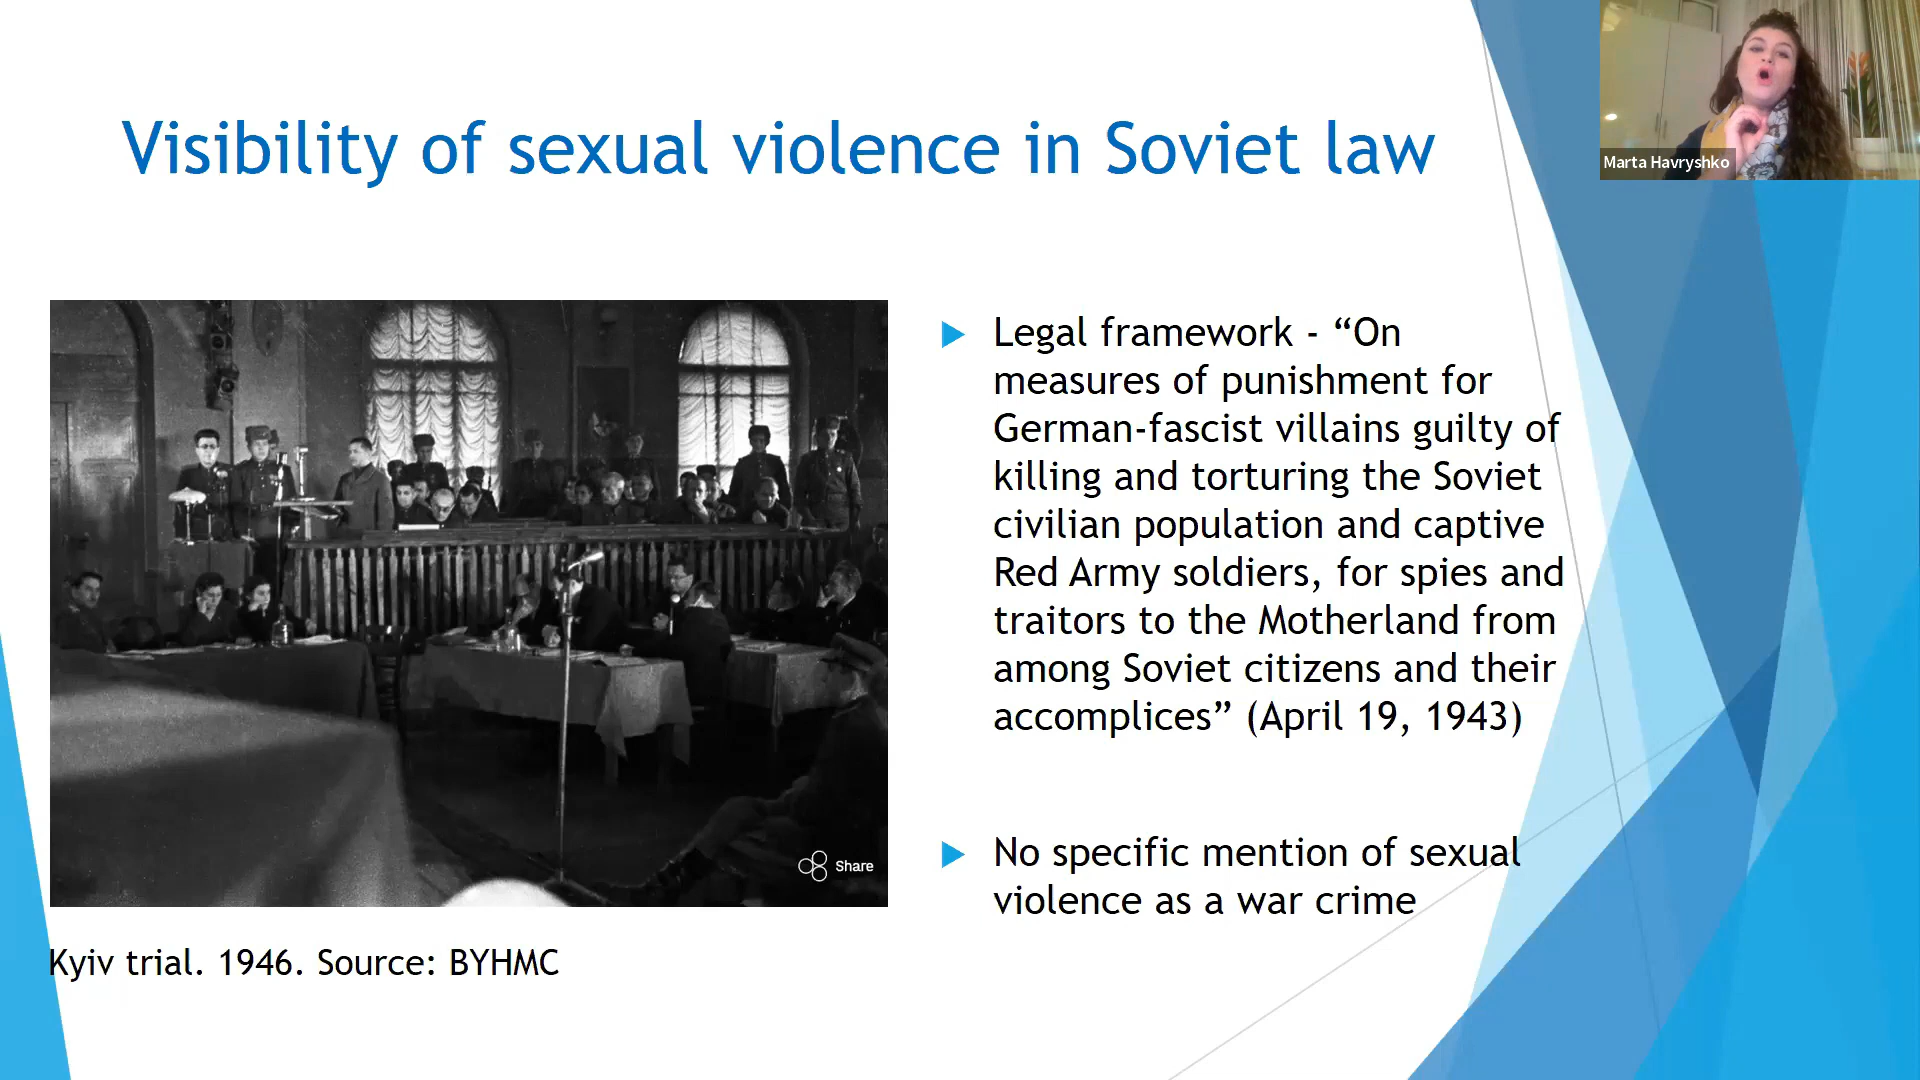 Visibility of sexual violence in Soviet law
Marta Havryshko
Legal framework - “On
measures of punishment for
German-fascist villains guilty of
killing and torturing the Soviet
civilian population and captive
Red Army soldiers, for spies and
traitors to the Motherland from
among Soviet citizens and their
accomplices” (April 19, 1943)
No specific mention of sexual
violence as a war crime
Share
Kyiv trial. 1946. Source: BYHMC